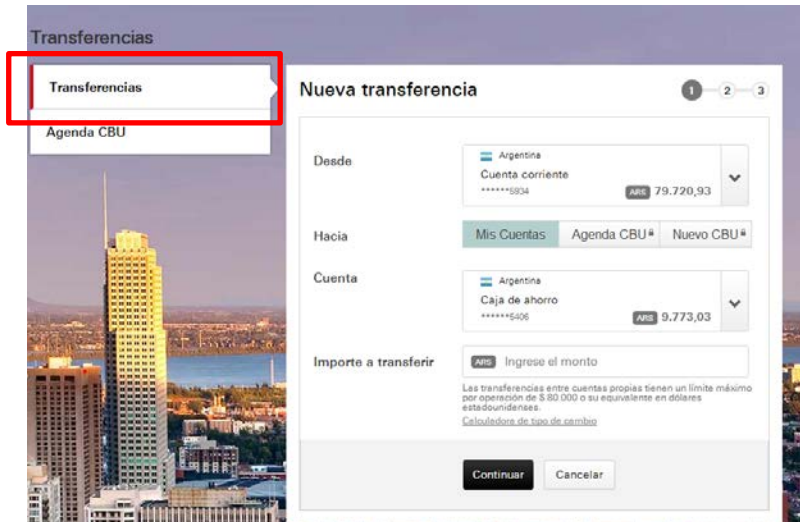 Transferencias
Transferencias
Agenda CBU
Nueva transferencia
1 2 3
Desde
Argentina
Cuenta corriente
******5934
ARS 79.720,93
Hacia
Mis Cuentas Agenda CBU Nuevo CBU
Cuenta
Argentina
Caja de ahorro
******5406
ARS 9.773,03
Importe a transferir
ARS Ingrese el monto
Las transferencias entre cuentas propias tienen un límite máximo
por operación de $ 80.000 o su equivalente en dólares
estadounidenses.
Calculadora de tipo de cambio
Continuar Cancelar